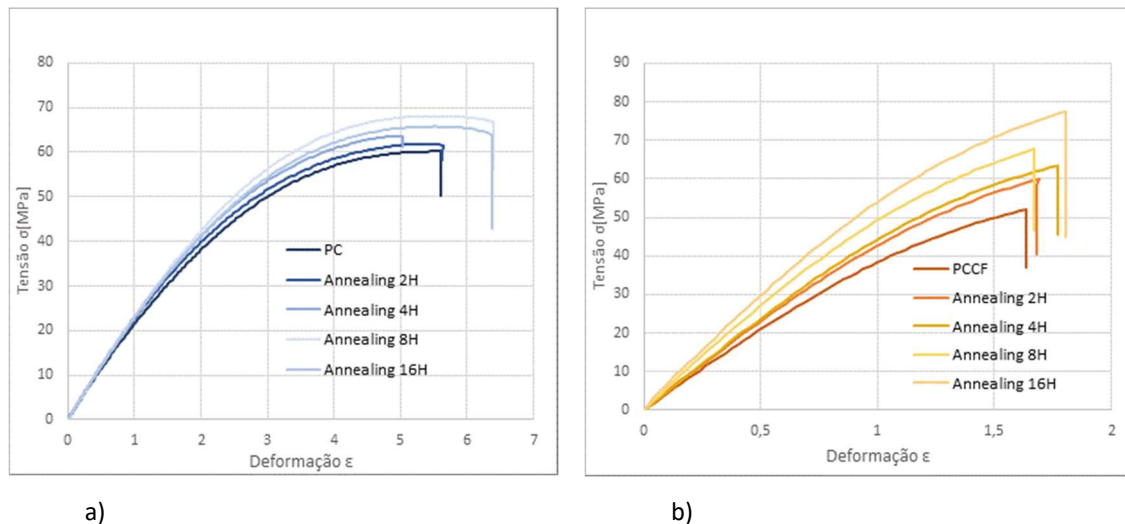 80
70
60
50
40
30
20
10
0
Tensão σ[MPa]
PC
Annealing 2H
Annealing 4H
Annealing 8H
Annealing 16H
0 1 2 3 4 5 6 7
Deformação ε
a)
90
80
70
60
50
40
30
20
10
0
Tensão σ[MPa]
PCCF
Annealing 2H
Annealing 4H
Annealing 8H
Annealing 16H
0 0,5 1 1,5 2
Deformação ε
b)